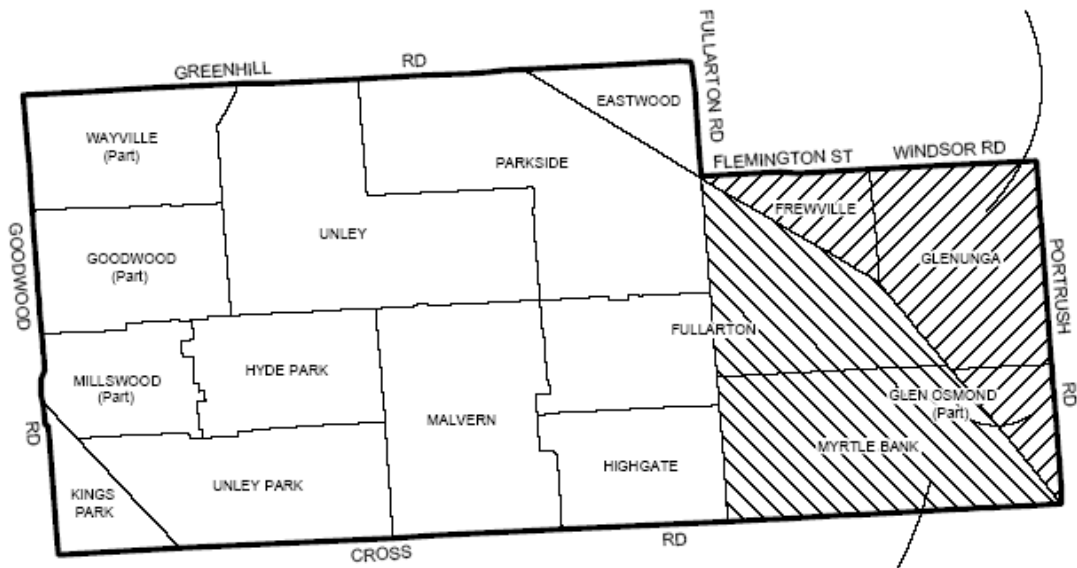 GREENHILL RD
FULLARTON RD
EASTWOOD
WAYVILLE
(Part)
PARKSIDE
FLEMINGTON ST
WINDSOR RD
FREWVILLE
UNLEY
GOODWOOD
(Part)
GLENUNGA
GOODWOOD RD
PORTRUSH RD
FULLARTON
HYDE PARK
MILLSWOOD
(Part)
GLEN OSMOND
(Part)
MALVERN
MYRTLE BANK
HIGHGATE
UNLEY PARK
KINGS
PARK
CROSS RD